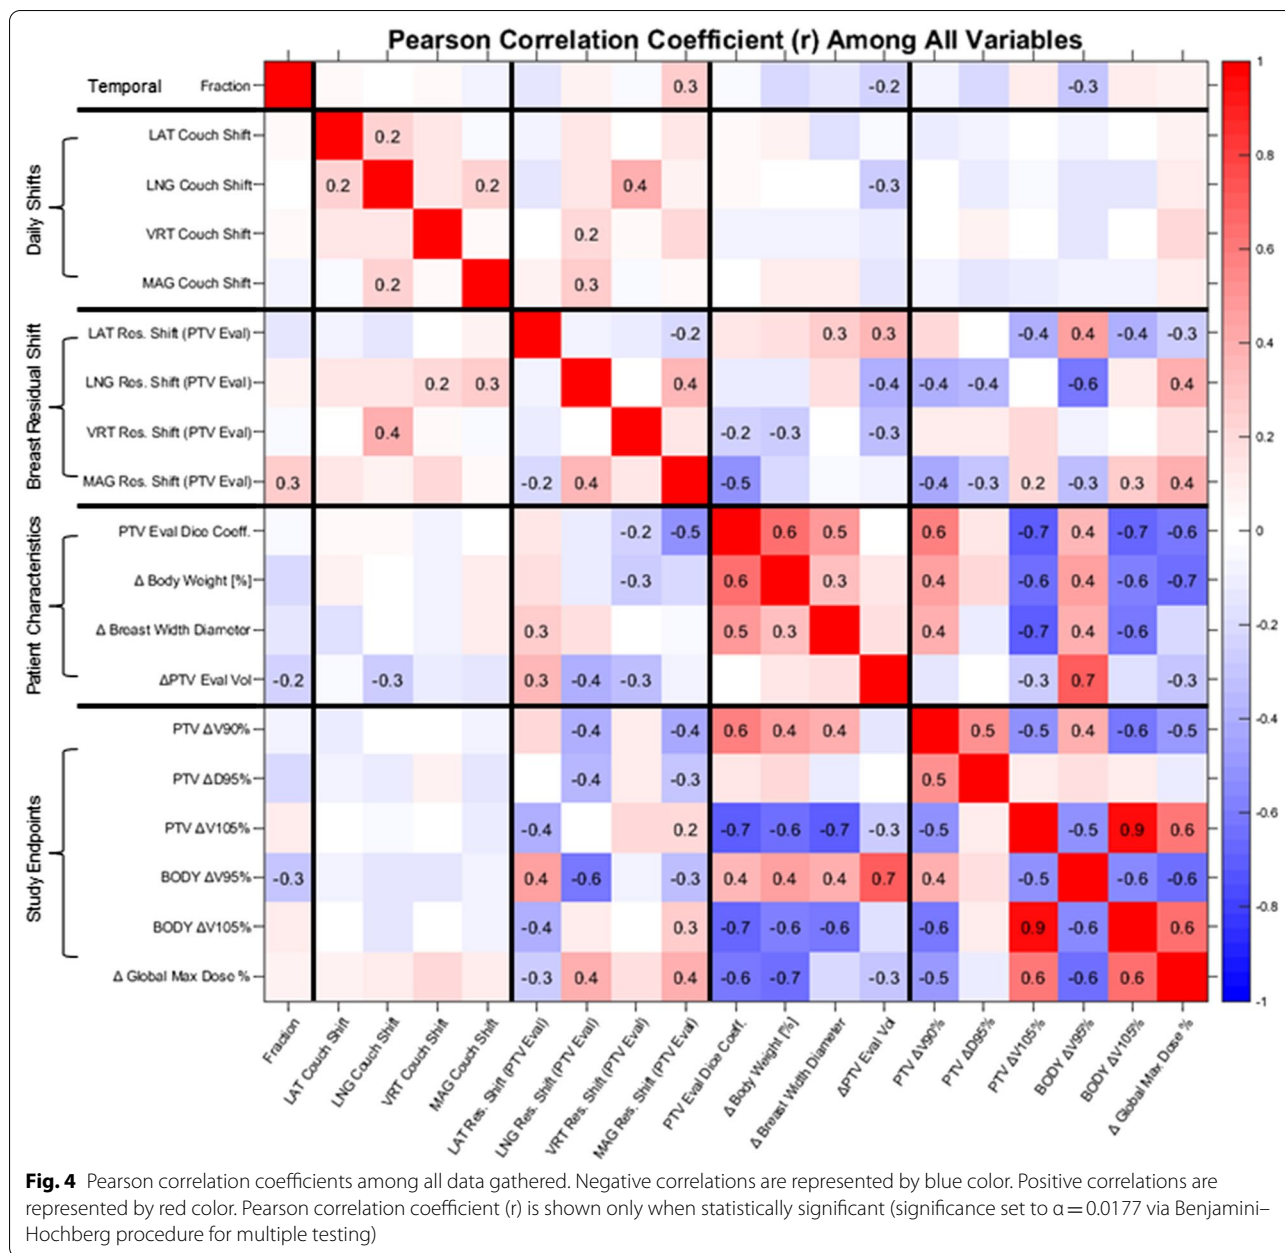 Pearson Correlation Coefficient (r) Among All Variables
Temporal
Fraction 0.3 -0.2 -0.3
Daily Shifts
LAT Couch Shift 0.2
LNG Couch Shift 0.2 0.2 0.4 -0.3
VRT Couch Shift 0.2
MAG Couch Shift 0.2 0.3
Breast Residual Shift
LAT Res. Shift (PTV Eval) -0.2 0.3 0.3 -0.4 0.4 -0.4 -0.3
LNG Res. Shift (PTV Eval) 0.2 0.3 0.4 -0.4 -0.4 -0.4 -0.6 0.4
VRT Res. Shift (PTV Eval) 0.4 -0.2 -0.3 -0.3
MAG Res. Shift (PTV Eval) 0.3 -0.2 0.4 -0.5 -0.4 -0.3 0.2 -0.3 0.3 0.4
Patient Characteristics
PTV Eval Dice Coeff. -0.2 -0.5 0.6 0.5 0.6 -0.7 0.4 -0.7 -0.6
Δ Body Weight [%] -0.3 0.6 0.3 0.4 -0.6 0.4 -0.6 -0.7
Δ Breast Width Diameter 0.3 0.5 0.3 0.4 -0.7 0.4 -0.6
ΔPTV Eval Vol -0.2 -0.3 0.3 -0.4 -0.3 -0.3 0.7 -0.3
Study Endpoints
PTV ΔV90% -0.4 -0.4 0.6 0.4 0.4 0.5 -0.5 0.4 -0.6 -0.5
PTV ΔD95% -0.4 -0.3 0.5
PTV ΔV105% -0.4 0.2 -0.7 -0.6 -0.7 -0.3 -0.5 -0.5 0.9 0.6
BODY ΔV95% -0.3 0.4 -0.6 -0.3 0.4 0.4 0.4 0.7 0.4 -0.5 -0.6 -0.6
BODY ΔV105% -0.4 0.3 -0.7 -0.6 -0.6 -0.6 0.9 -0.6 0.6
Δ Global Max Dose % -0.3 0.4 0.4 -0.6 -0.7 -0.3 -0.5 0.6 -0.6 0.6
Fraction
LAT Couch Shift
LNG Couch Shift
VRT Couch Shift
MAG Couch Shift
LAT Res. Shift (PTV Eval)
LNG Res. Shift (PTV Eval)
VRT Res. Shift (PTV Eval)
MAG Res. Shift (PTV Eval)
PTV Eval Dice Coeff.
Δ Body Weight [%]
Δ Breast Width Diameter
ΔPTV Eval Vol
PTV ΔV90%
PTV ΔD95%
PTV ΔV105%
BODY ΔV95%
BODY ΔV105%
Δ Global Max Dose %
1
0.8
0.6
0.4
0.2
0
-0.2
-0.4
-0.6
-0.8
-1
Fig. 4 Pearson correlation coefficients among all data gathered. Negative correlations are represented by blue color. Positive correlations are
represented by red color. Pearson correlation coefficient (r) is shown only when statistically significant (significance set to α = 0.0177 via Benjamini–
Hochberg procedure for multiple testing)